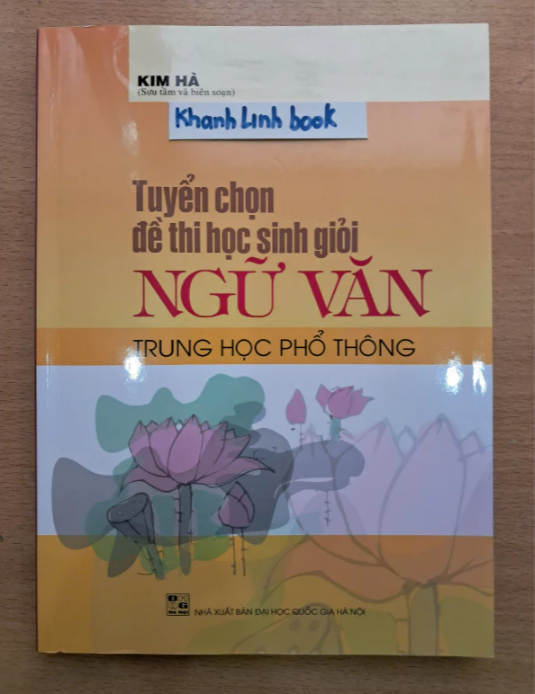 KIM HÀ
(Sưu tầm và biên soạn)
Khanh Linh book
Tuyển chọn
đề thi học sinh giỏi
NGỮ VĂN
TRUNG HỌC PHỔ THÔNG
NHÀ XUẤT BẢN ĐẠI HỌC QUỐC GIA HÀ NỘI